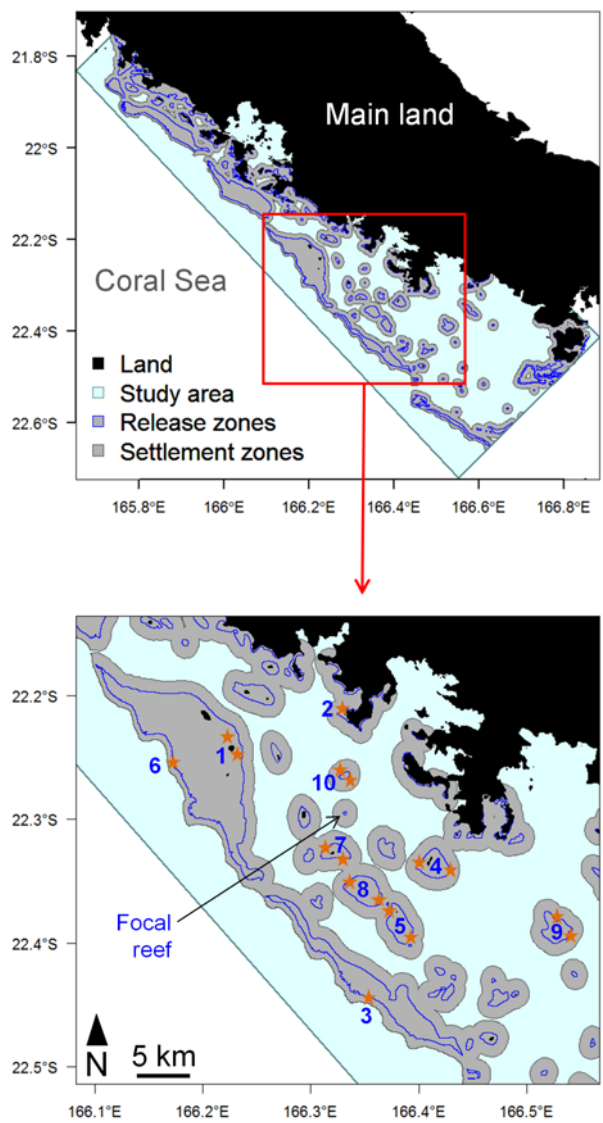 21.8°S
22°S
22.2°S
22.4°S
22.6°S
Main land
Coral Sea
Land
Study area
Release zones
Settlement zones
165.8°E 166°E 166.2°E 166.4°E 166.6°E 166.8°E
22.2°S
22.3°S
22.4°S
22.5°S
2
1
6
10
7
4
8
5
9
Focal
reef
3
N
5 km
166.1°E 166.2°E 166.3°E 166.4°E 166.5°E